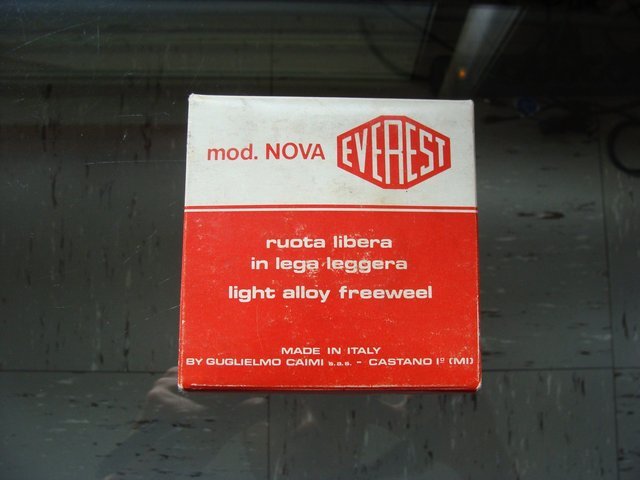 mod. NOVA EVEREST
ruota libera
in lega leggera
light alloy freeweel
MADE IN ITALY
BY GUGLIELMO CAIMI s.a.s. - CASTANO Iº (MI)